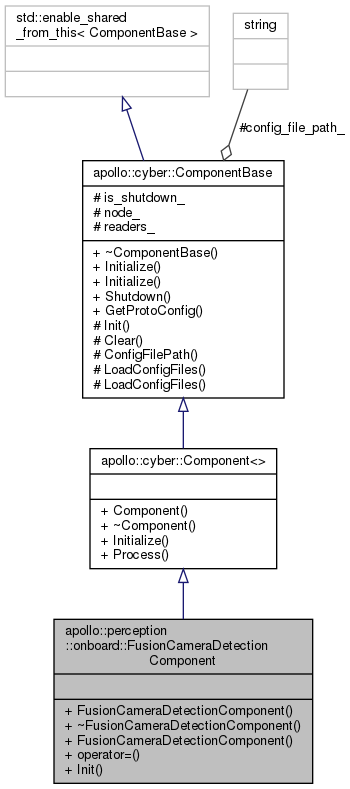 std::enable_shared
_from_this< ComponentBase >
string
#config_file_path_
apollo::cyber::ComponentBase
# is_shutdown_
# node_
# readers_
+ ~ComponentBase()
+ Initialize()
+ Initialize()
+ Shutdown()
+ GetProtoConfig()
# Init()
# Clear()
# ConfigFilePath()
# LoadConfigFiles()
# LoadConfigFiles()
apollo::cyber::Component<>
+ Component()
+ ~Component()
+ Initialize()
+ Process()
apollo::perception
::onboard::FusionCameraDetection
Component
+ FusionCameraDetectionComponent()
+ ~FusionCameraDetectionComponent()
+ FusionCameraDetectionComponent()
+ operator=()
+ Init()